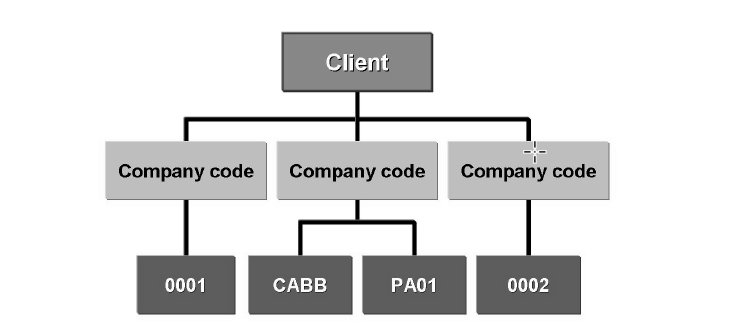 Client
Company code
Company code
Company code
0001
CABB
PA01
0002